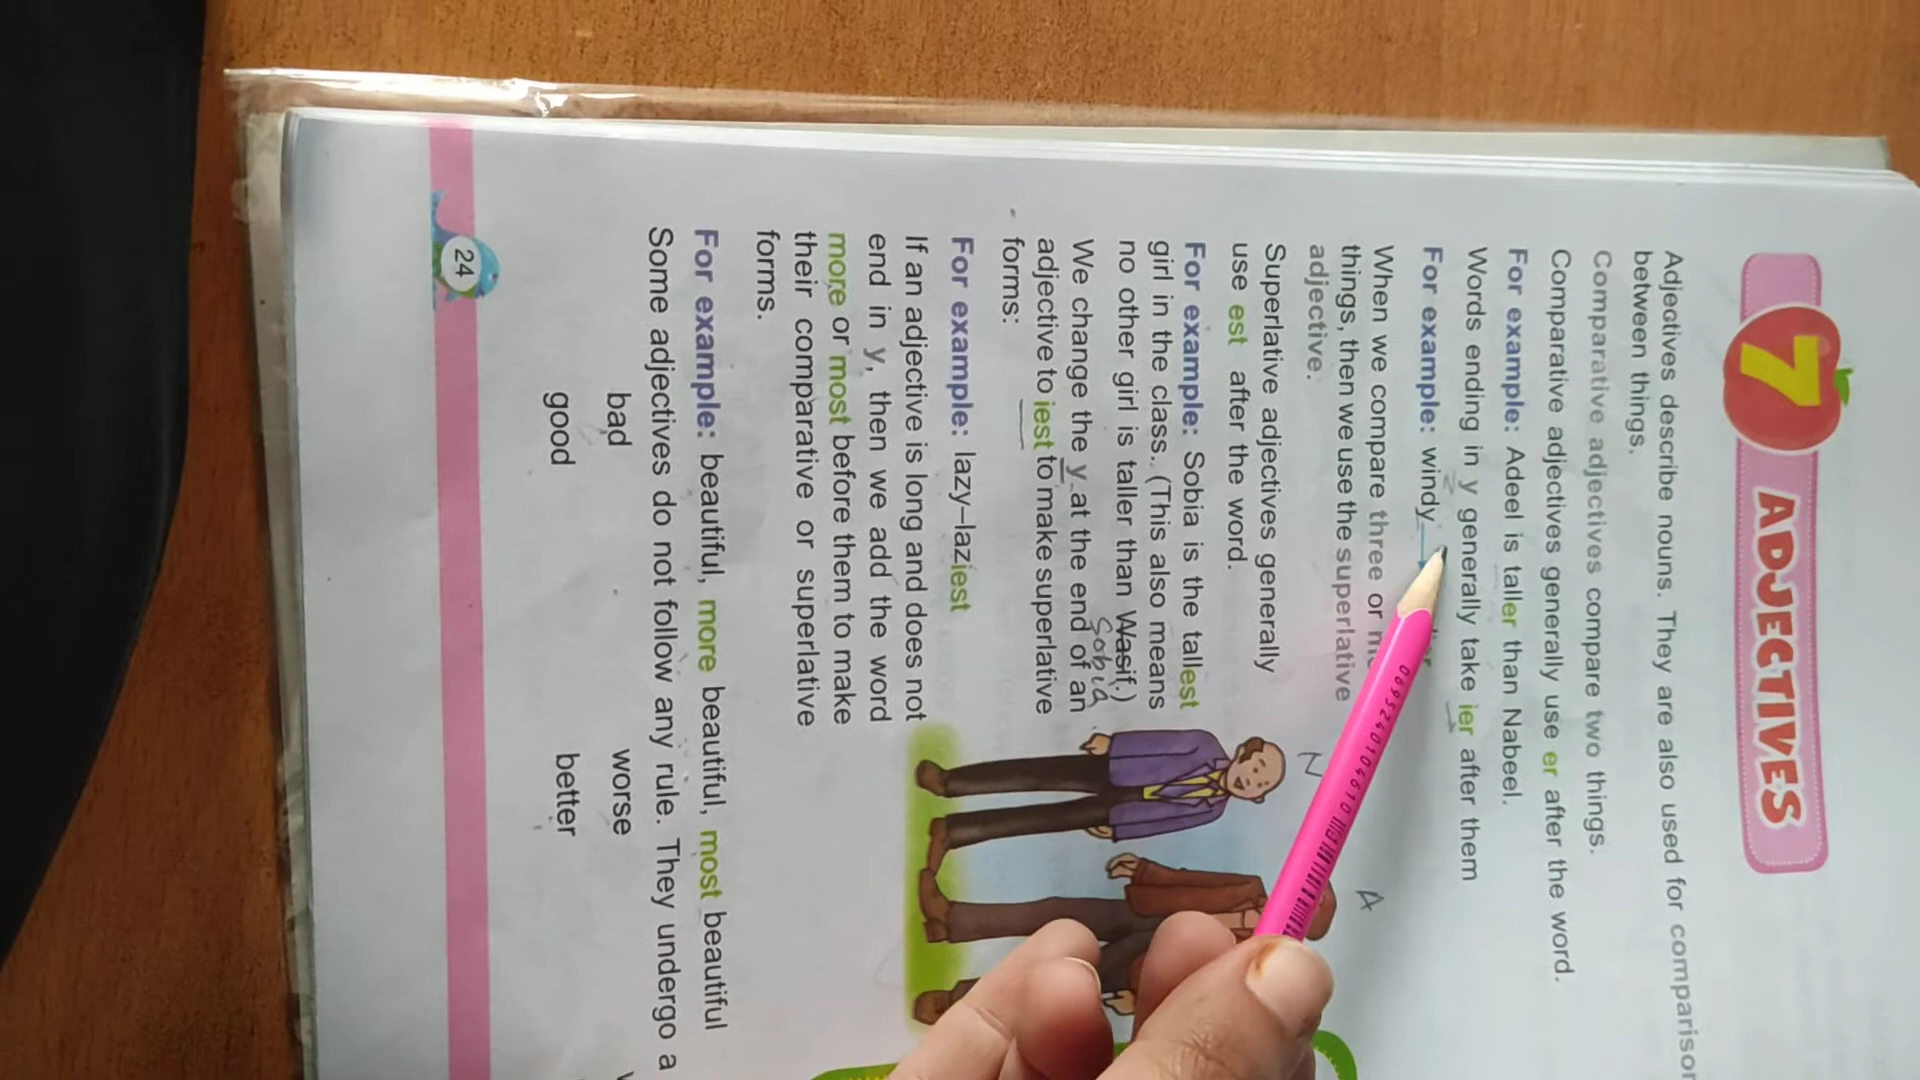 7 ADJECTIVES
Adjectives describe nouns. They are also used for comparison
between things.
Comparative adjectives compare two things.
Comparative adjectives generally use er after the word.
For example: Adeel is taller than Nabeel.
Words ending in y generally take ier after them
For example: windy
When we compare three or
things, then we use the superlative
adjective.
Superlative adjectives generally
use est after the word.
For example: Sobia is the tallest
girl in the class. (This also means
no other girl is taller than Wasif.)
Sobia
We change the y at the end of an
adjective to iest to make superlative
forms:
For example: lazy–laziest
If an adjective is long and does not
end in y, then we add the word
more or most before them to make
their comparative or superlative
forms.
For example: beautiful, more beautiful, most beautiful
Some adjectives do not follow any rule. They undergo a
bad worse
good better
24
N
A
069522010690610